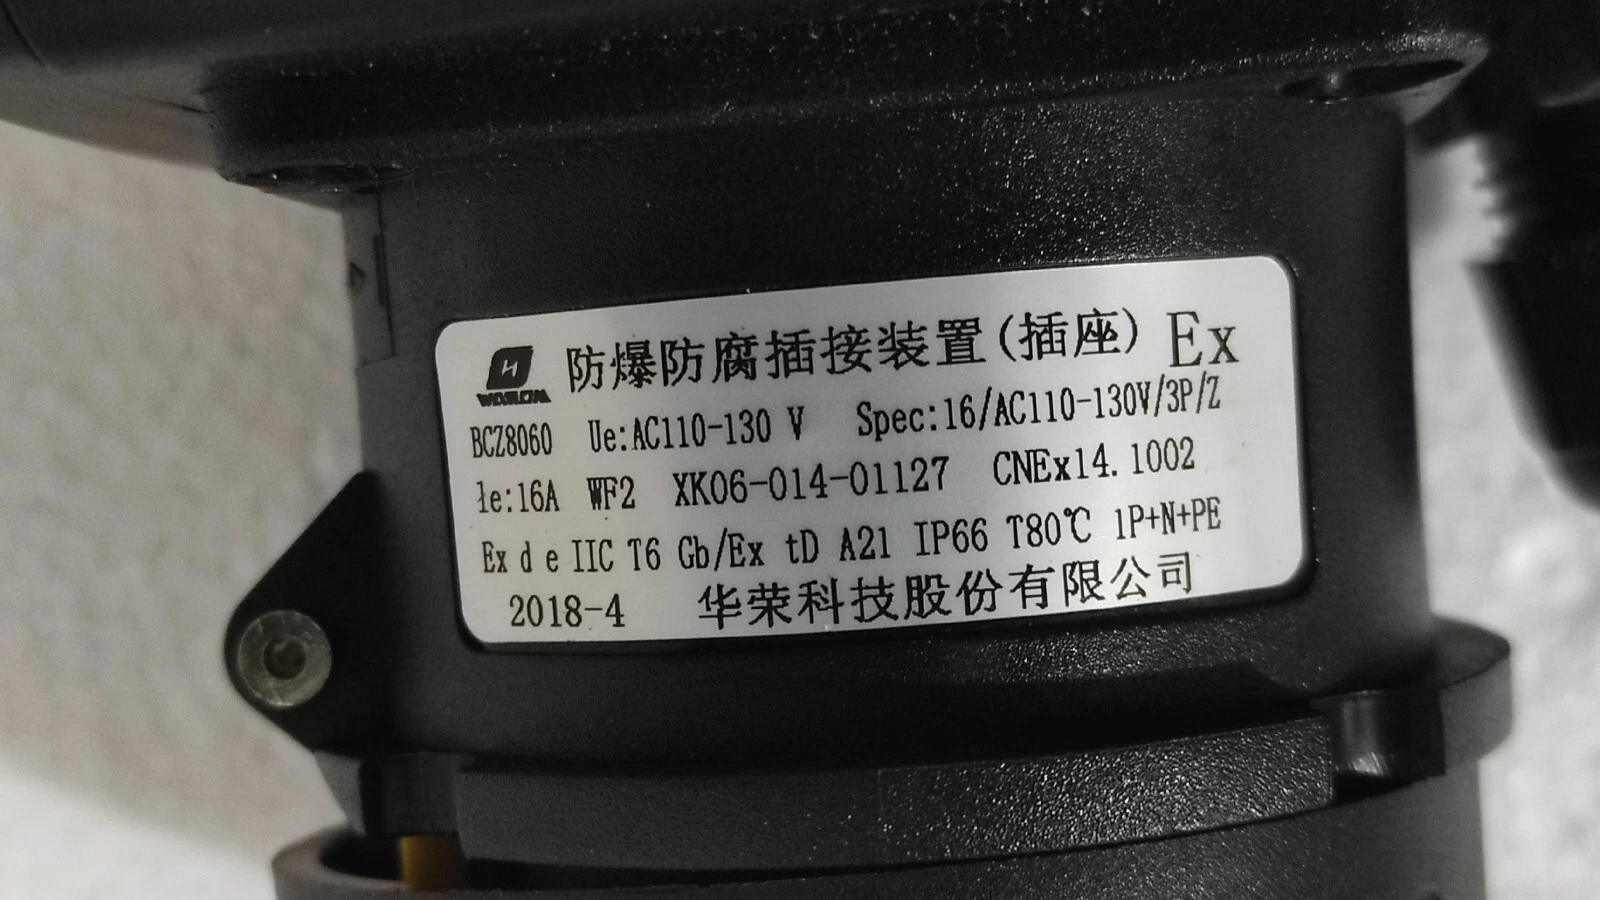 防爆防腐插接装置(插座) Ex
BCZ8060 Ue:AC110-130 V Spec:16/AC110-130V/3P/Z
Ie:16A WF2 XK06-014-01127 CNEx14.1002
Ex d e IIC T6 Gb/Ex tD A21 IP66 T80℃ 1P+N+PE
2018-4 华荣科技股份有限公司